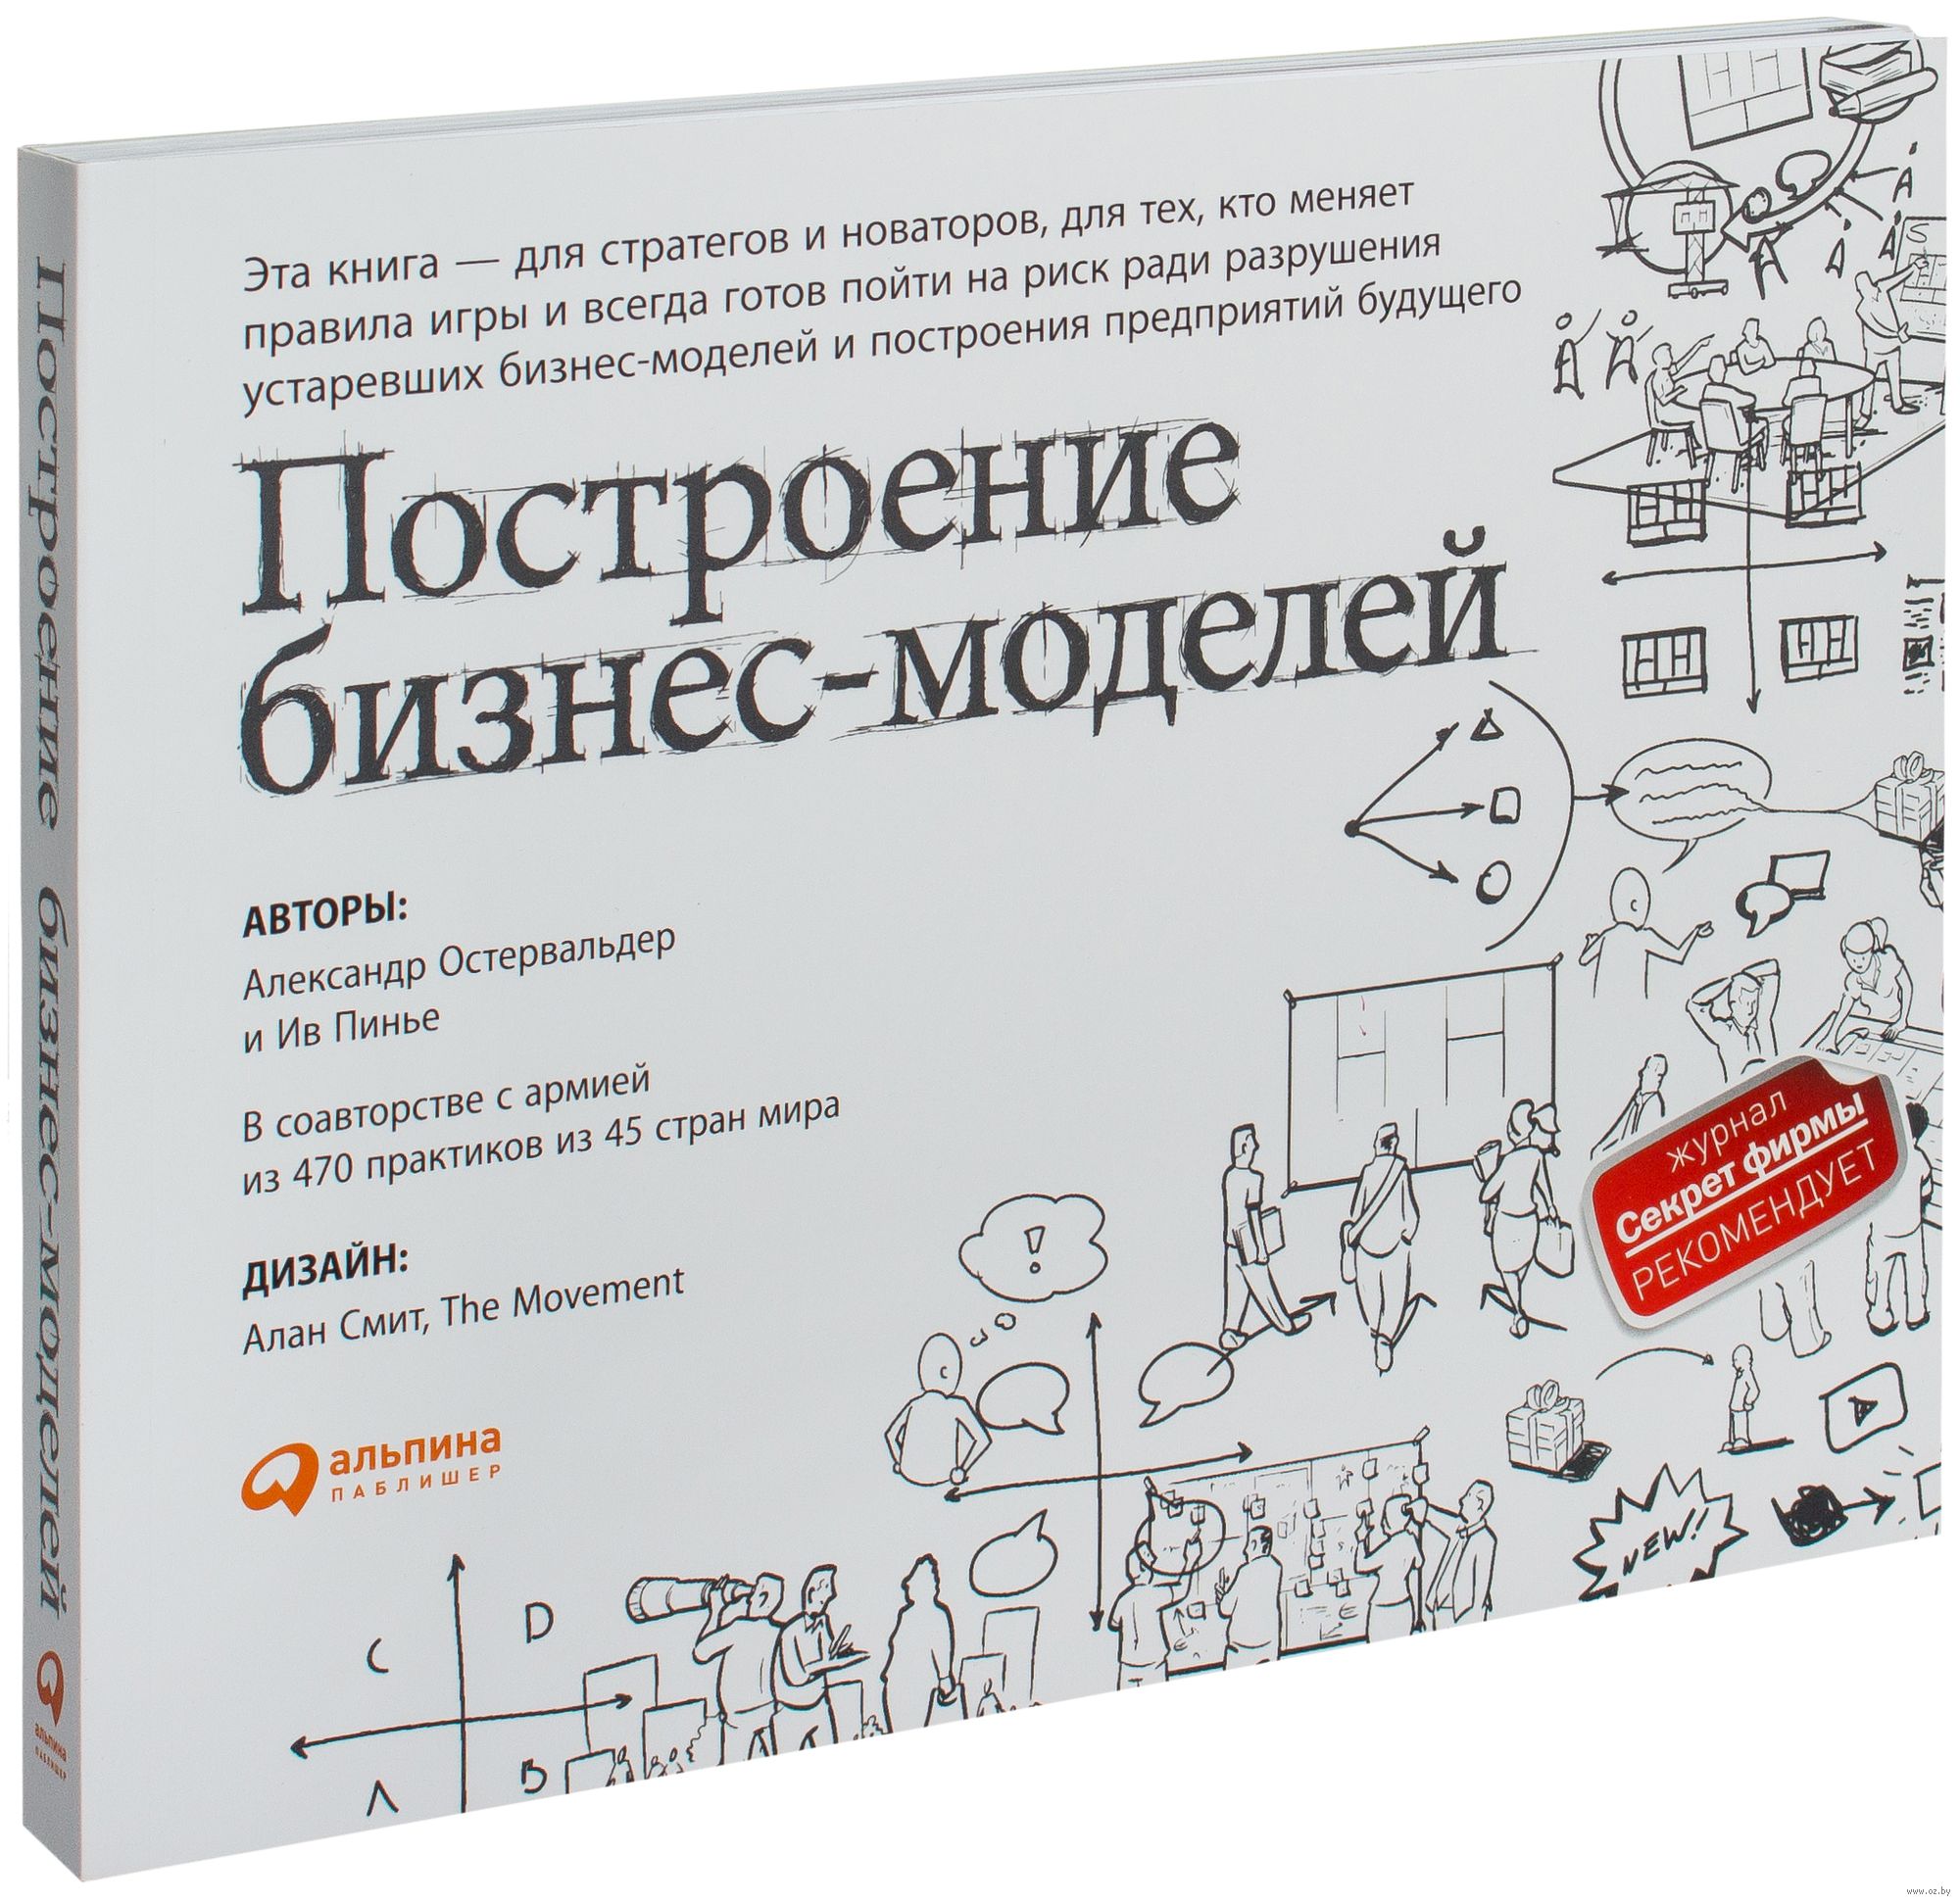 Эта книга — для стратегов и новаторов, для тех, кто меняет
правила игры и всегда готов пойти на риск ради разрушения
устаревших бизнес-моделей и построения предприятий будущего
Построение
бизнес-моделей
АВТОРЫ:
Александр Остервальдер
и Ив Пинье
В соавторстве с армией
из 470 практиков из 45 стран мира
ДИЗАЙН:
Алан Смит, The Movement
альпина
ПАБЛИШЕР
журнал
Секрет фирмы
РЕКОМЕНДУЕТ
!
NEW!
C
D
A
B
Построение бизнес-моделей
альпина
ПАБЛИШЕР
www.oz.by